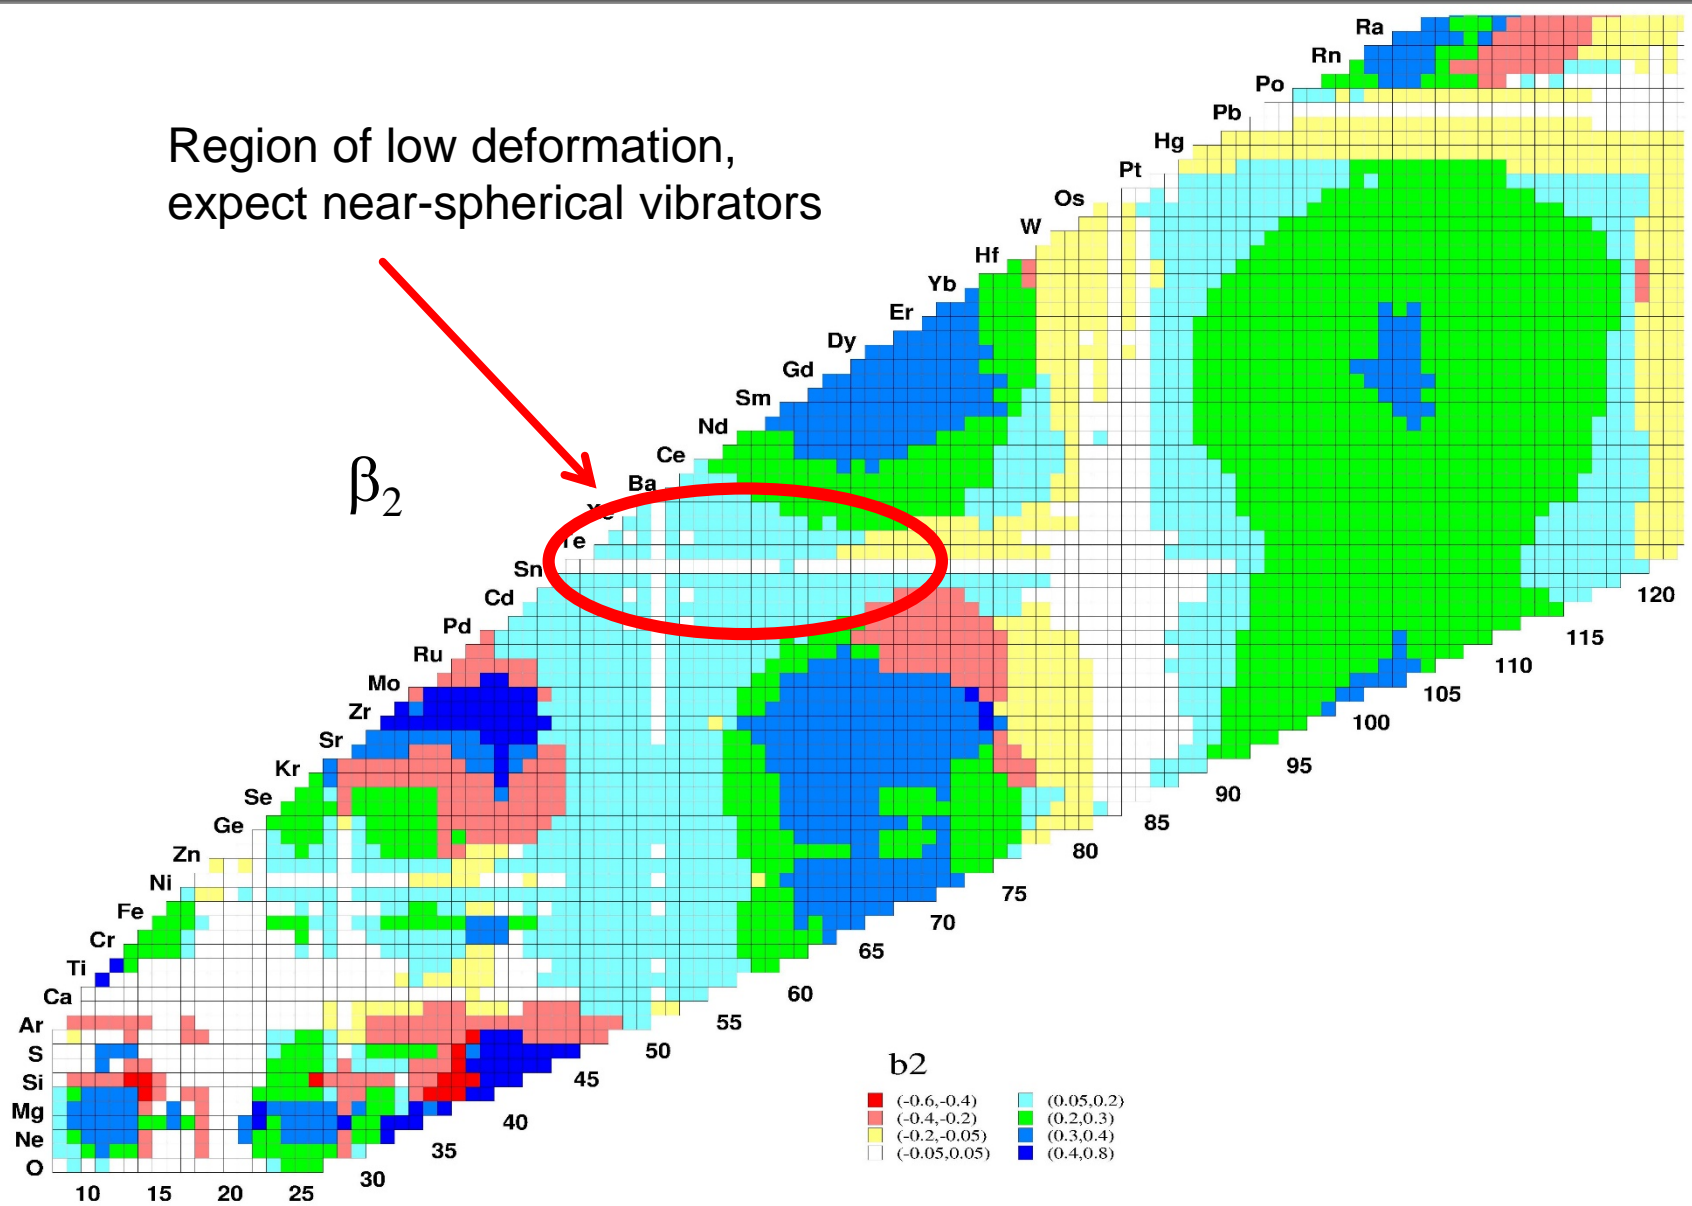 Ra
Rn
Po
Pb
Region of low deformation,
expect near-spherical vibrators
Hg
Pt
Os
W
Hf
Yb
Er
Dy
Gd
Sm
Nd
Ce
β2
Ba
Xe
Te
Sn
Cd
120
Pd
115
Ru
110
Mo
105
Zr
100
Sr
95
Kr
90
Se
85
Ge
80
Zn
75
Ni
70
Fe
65
Cr
60
Ti
55
Ca
50
Ar
45
S
b2
Si
(-0.6,-0.4) (0.05,0.2)
Mg
(-0.4,-0.2) (0.2,0.3)
40
Ne
(-0.2,-0.05) (0.3,0.4)
35
(-0.05,0.05) (0.4,0.8)
O
30
10 15 20 25